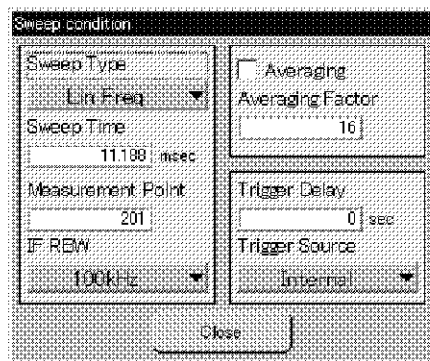 Sweep condition
Sweep Type
Lin Freq
Sweep Time
11.188 msec
Measurement Point
201
IF RBW
100kHz
Averaging
Averaging Factor
16
Trigger Delay
0 sec
Trigger Source
Internal
Close